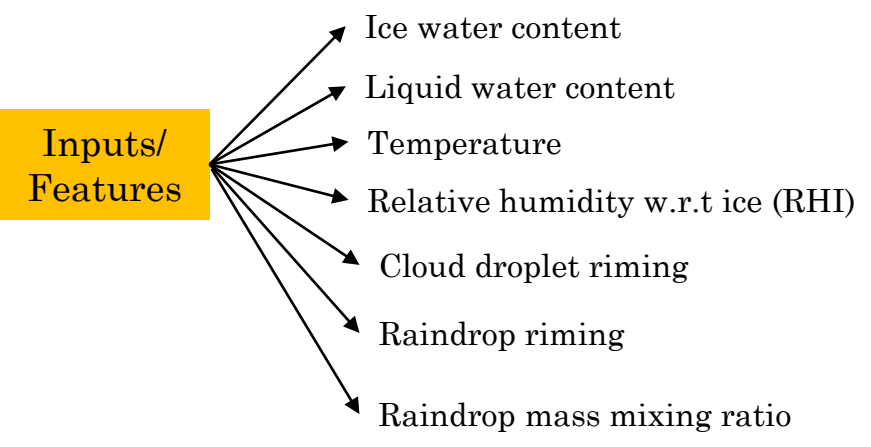 Ice water content
Liquid water content
Inputs/
Features
Temperature
Relative humidity w.r.t ice (RHI)
Cloud droplet riming
Raindrop riming
Raindrop mass mixing ratio